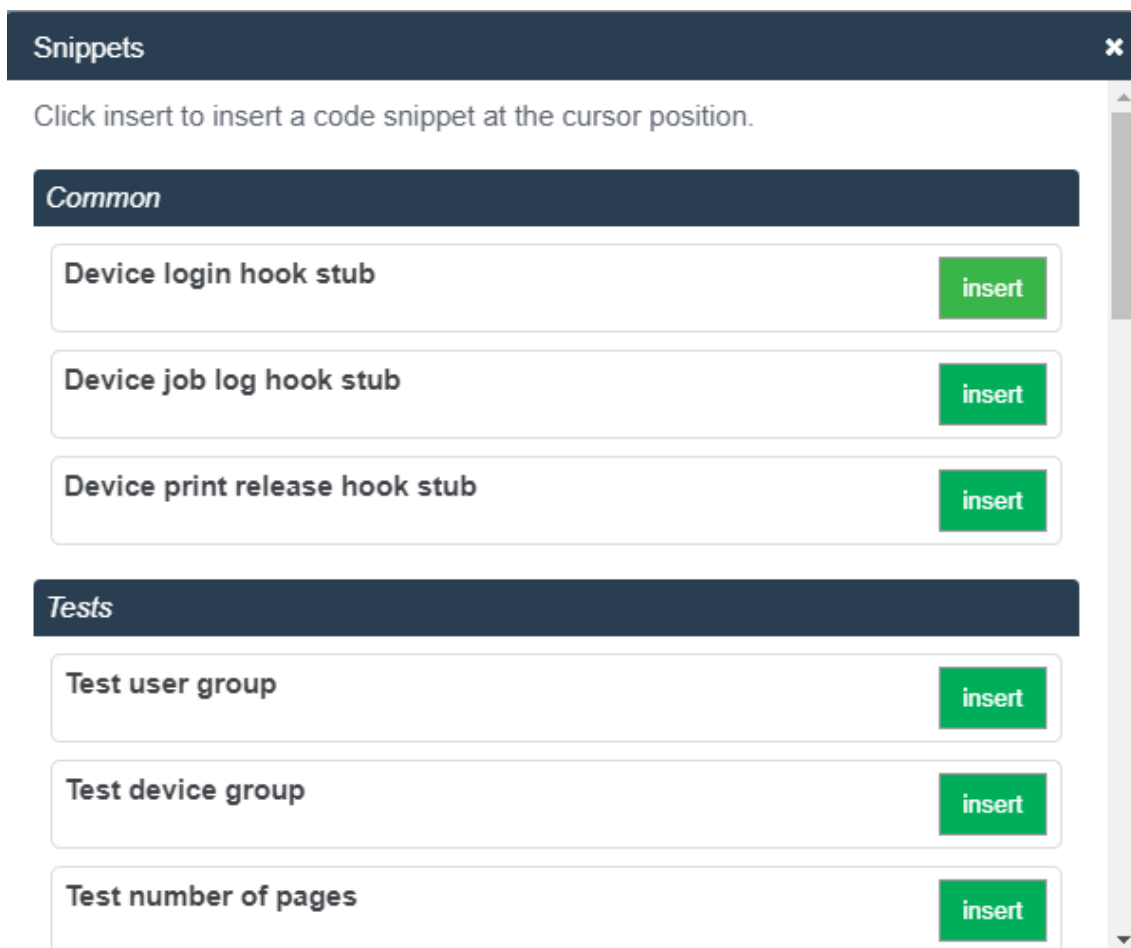 Snippets
Click insert to insert a code snippet at the cursor position.
Common
Device login hook stub
insert
Device job log hook stub
insert
Device print release hook stub
insert
Tests
Test user group
insert
Test device group
insert
Test number of pages
insert